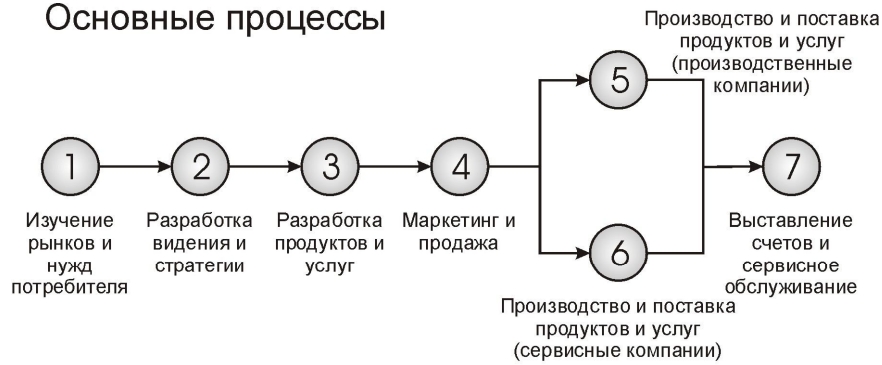 Основные процессы
1
Изучение
рынков и
нужд
потребителя
2
Разработка
видения и
стратегии
3
Разработка
продуктов и
услуг
4
Маркетинг и
продажа
5
Производство и поставка
продуктов и услуг
(производственные
компании)
6
Производство и поставка
продуктов и услуг
(сервисные компании)
7
Выставление
счетов и
сервисное
обслуживание